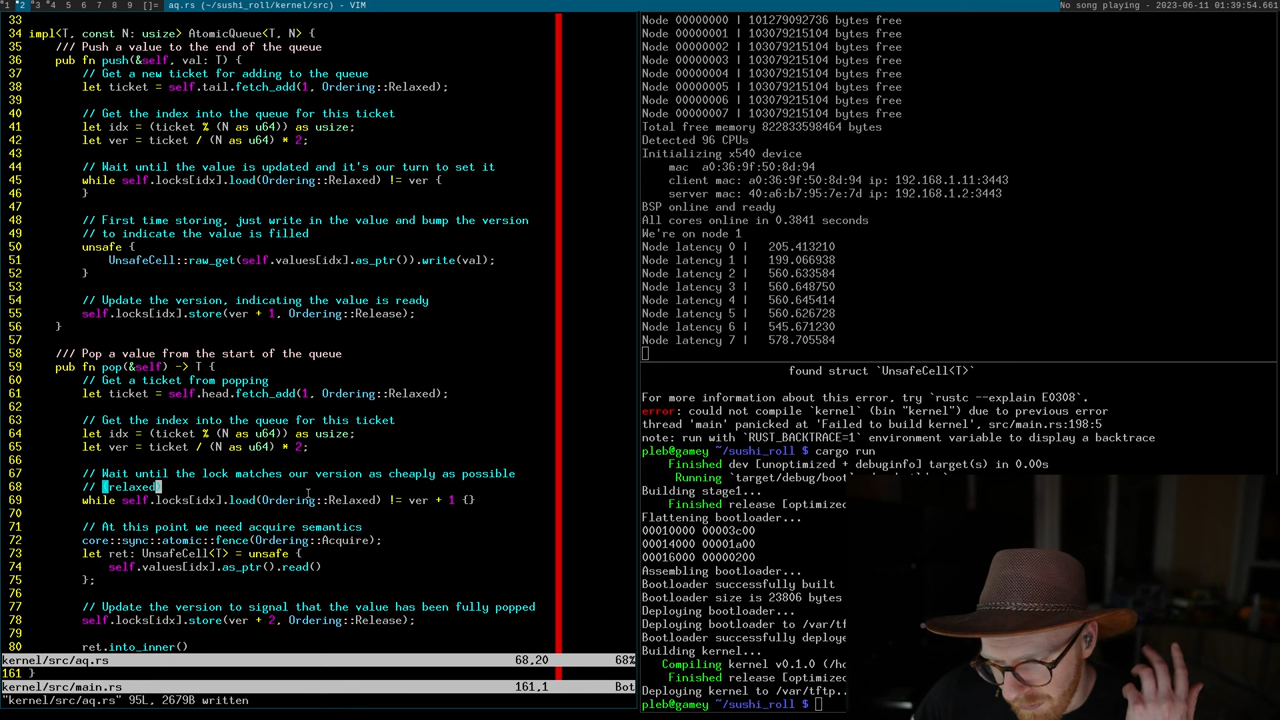 1 2 3 4 5 6 7 8 9 []= aq.rs (~/sushi_roll/kernel/src) - VIM
No song playing - 2023-06-11 01:39:54.661
33
34 impl<T, const N: usize> AtomicQueue<T, N> {
35     /// Push a value to the end of the queue
36     pub fn push(&self, val: T) {
37         // Get a new ticket for adding to the queue
38         let ticket = self.tail.fetch_add(1, Ordering::Relaxed);
39
40         // Get the index into the queue for this ticket
41         let idx = (ticket % (N as u64)) as usize;
42         let ver = ticket / (N as u64) * 2;
43
44         // Wait until the value is updated and it's our turn to set it
45         while self.locks[idx].load(Ordering::Relaxed) != ver {
46         }
47
48         // First time storing, just write in the value and bump the version
49         // to indicate the value is filled
50         unsafe {
51             UnsafeCell::raw_get(self.values[idx].as_ptr()).write(val);
52         }
53
54         // Update the version, indicating the value is ready
55         self.locks[idx].store(ver + 1, Ordering::Release);
56     }
57
58     /// Pop a value from the start of the queue
59     pub fn pop(&self) -> T {
60         // Get a ticket from popping
61         let ticket = self.head.fetch_add(1, Ordering::Relaxed);
62
63         // Get the index into the queue for this ticket
64         let idx = (ticket % (N as u64)) as usize;
65         let ver = ticket / (N as u64) * 2;
66
67         // Wait until the lock matches our version as cheaply as possible
68         // (relaxed)
69         while self.locks[idx].load(Ordering::Relaxed) != ver + 1 {}
70
71         // At this point we need acquire semantics
72         core::sync::atomic::fence(Ordering::Acquire);
73         let ret: UnsafeCell<T> = unsafe {
74             self.values[idx].as_ptr().read()
75         };
76
77         // Update the version to signal that the value has been fully popped
78         self.locks[idx].store(ver + 2, Ordering::Release);
79
80         ret.into_inner()
kernel/src/aq.rs 68,20 68%
161 }
kernel/src/main.rs 161,1 Bot
"kernel/src/aq.rs" 95L, 2679B written
Node 00000000 | 101279092736 bytes free
Node 00000001 | 103079215104 bytes free
Node 00000002 | 103079215104 bytes free
Node 00000003 | 103079215104 bytes free
Node 00000004 | 103079215104 bytes free
Node 00000005 | 103079215104 bytes free
Node 00000006 | 103079215104 bytes free
Node 00000007 | 103079215104 bytes free
Total free memory 822833598464 bytes
Detected 96 CPUs
Initializing x540 device
    mac  a0:36:9f:50:8d:94
    client mac: a0:36:9f:50:8d:94 ip: 192.168.1.11:3443
    server mac: 40:a6:b7:95:7e:7d ip: 192.168.1.2:3443
BSP online and ready
All cores online in 0.3841 seconds
We're on node 1
Node latency 0 |   205.413210
Node latency 1 |   199.066938
Node latency 2 |   560.633584
Node latency 3 |   560.648750
Node latency 4 |   560.645414
Node latency 5 |   560.626728
Node latency 6 |   545.671230
Node latency 7 |   578.705584
found struct `UnsafeCell<T>`
For more information about this error, try `rustc --explain E0308`.
error: could not compile `kernel` (bin "kernel") due to previous error
thread 'main' panicked at 'Failed to build kernel', src/main.rs:198:5
note: run with `RUST_BACKTRACE=1` environment variable to display a backtrace
pleb@gamey ~/sushi_roll $ cargo run
    Finished dev [unoptimized + debuginfo] target(s) in 0.00s
     Running `target/debug/boot
Building stage1...
    Finished release [optimized
Flattening bootloader...
00010000 00003c00
00014000 00001a00
00016000 00000200
Assembling bootloader...
Bootloader successfully built
Bootloader size is 23806 bytes
Deploying bootloader...
Deploying bootloader to /var/tf
Bootloader successfully deploye
Building kernel...
   Compiling kernel v0.1.0 (/ho
    Finished release [optimized
Deploying kernel to /var/tftp..
pleb@gamey ~/sushi_roll $